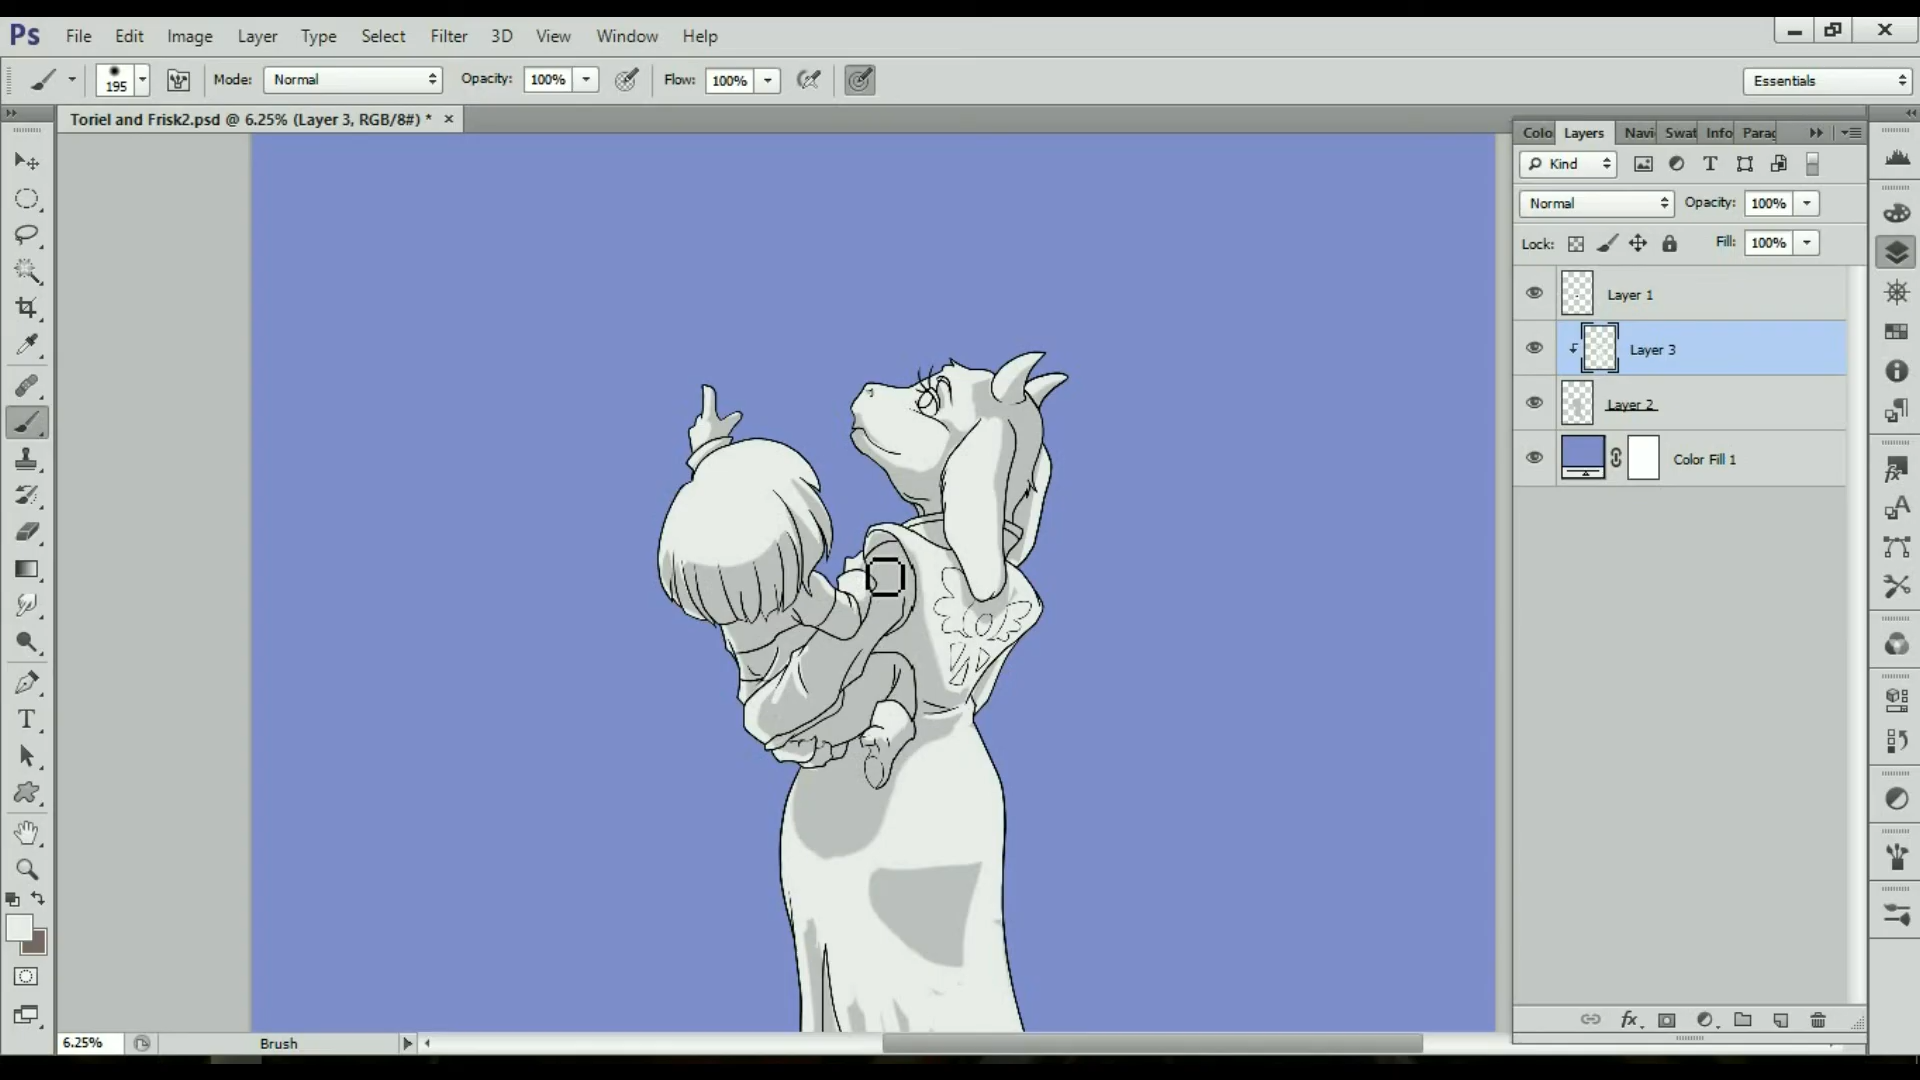 Ps File Edit Image Layer Type Select Filter 3D View Window Help
195 Mode: Normal Opacity: 100% Flow: 100% Essentials
Toriel and Frisk2.psd @ 6.25% (Layer 3, RGB/8#) * ×
Colo Layers Navi Swat Info Parag
Kind
Normal Opacity: 100%
Lock: Fill: 100%
Layer 1
Layer 3
Layer 2
Color Fill 1
fx
6.25% Brush